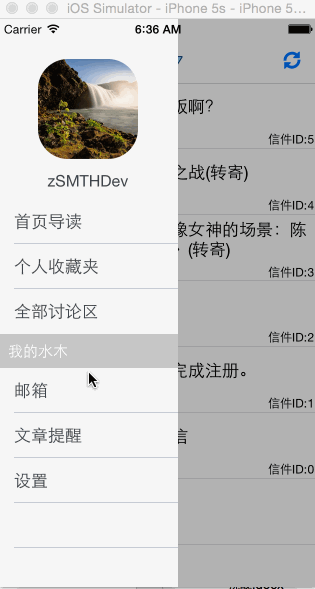 iOS Simulator - iPhone 5s - iPhone 5...
Carrier
6:36 AM
zSMTHDev
首页导读
个人收藏夹
全部讨论区
我的水木
邮箱
文章提醒
设置
7
版啊?
信件ID:5
之战(转寄)
信件ID:4
像女神的场景：陈
· (转寄)
信件ID:3
信件ID:2
完成注册。
信件ID:1
信
信件ID:0